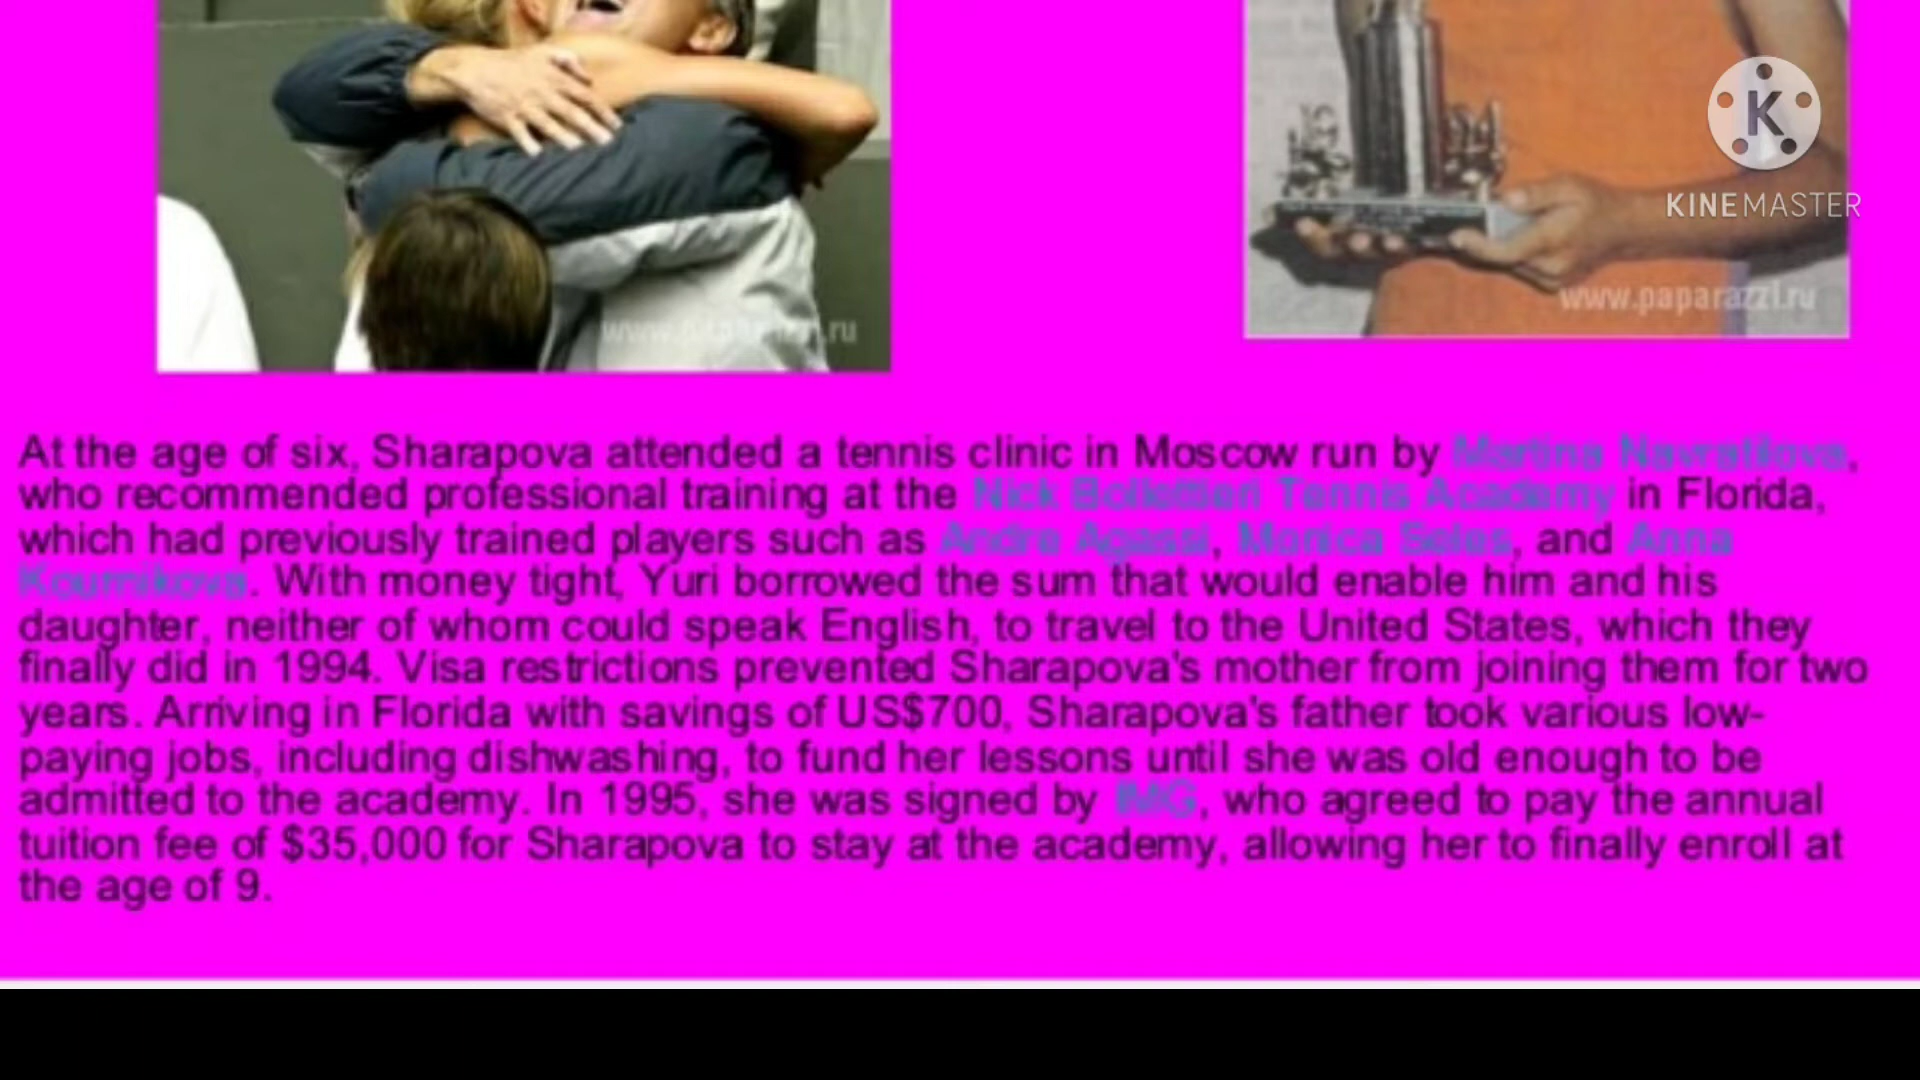 K
KINEMASTER
www.paparazzi.ru
www.paparazzi.ru
At the age of six, Sharapova attended a tennis clinic in Moscow run by Martina Navratilova,
who recommended professional training at the Nick Bollettieri Tennis Academy in Florida,
which had previously trained players such as Andre Agassi, Monica Seles, and Anna
Kournikova. With money tight, Yuri borrowed the sum that would enable him and his
daughter, neither of whom could speak English, to travel to the United States, which they
finally did in 1994. Visa restrictions prevented Sharapova's mother from joining them for two
years. Arriving in Florida with savings of US$700, Sharapova's father took various low-
paying jobs, including dishwashing, to fund her lessons until she was old enough to be
admitted to the academy. In 1995, she was signed by IMG, who agreed to pay the annual
tuition fee of $35,000 for Sharapova to stay at the academy, allowing her to finally enroll at
the age of 9.